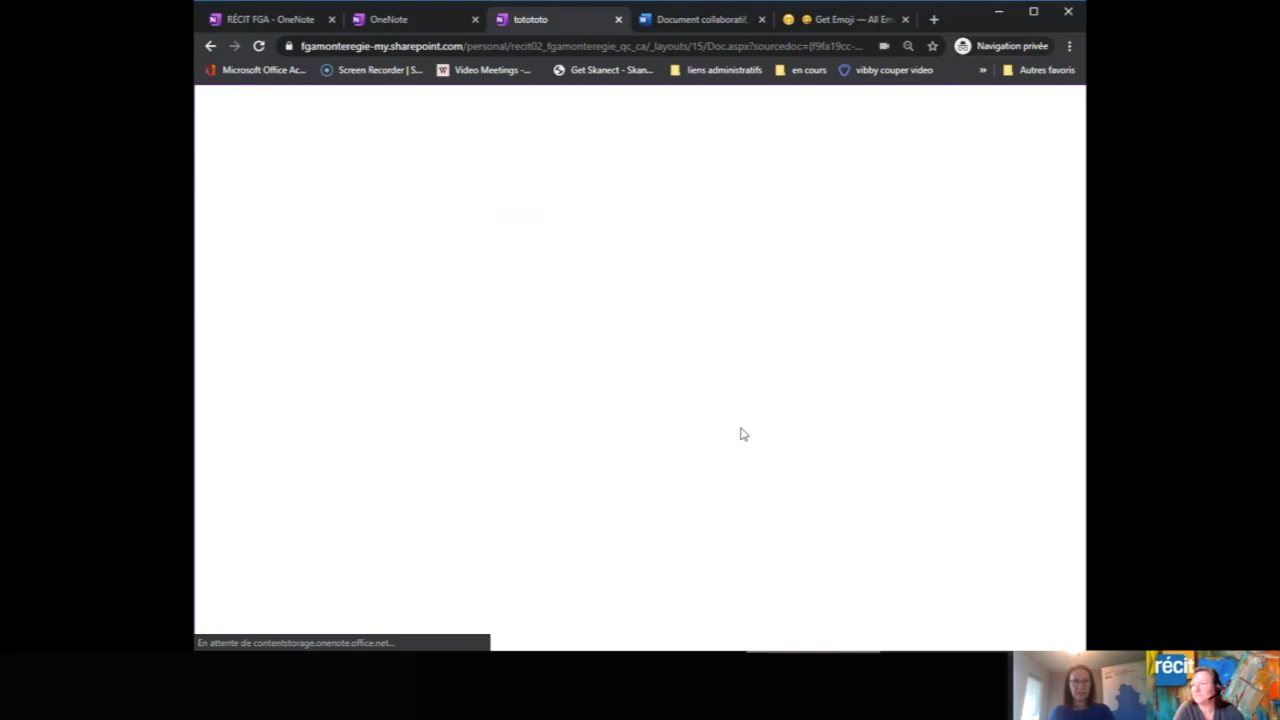 RÉCIT FGA - OneNote
OneNote
totototo
Document collaboratif,
Get Emoji — All Em
fgamonteregie-my.sharepoint.com/personal/recit02_fgamonteregie_qc_ca/_layouts/15/Doc.aspx?sourcedoc={f9fa19cc-...
Navigation privée
Microsoft Office Ac...
Screen Recorder | S...
Video Meetings -...
Get Skanect - Skan...
liens administratifs
en cours
vibby couper video
»
Autres favoris
En attente de contentstorage.onenote.office.net...
récit